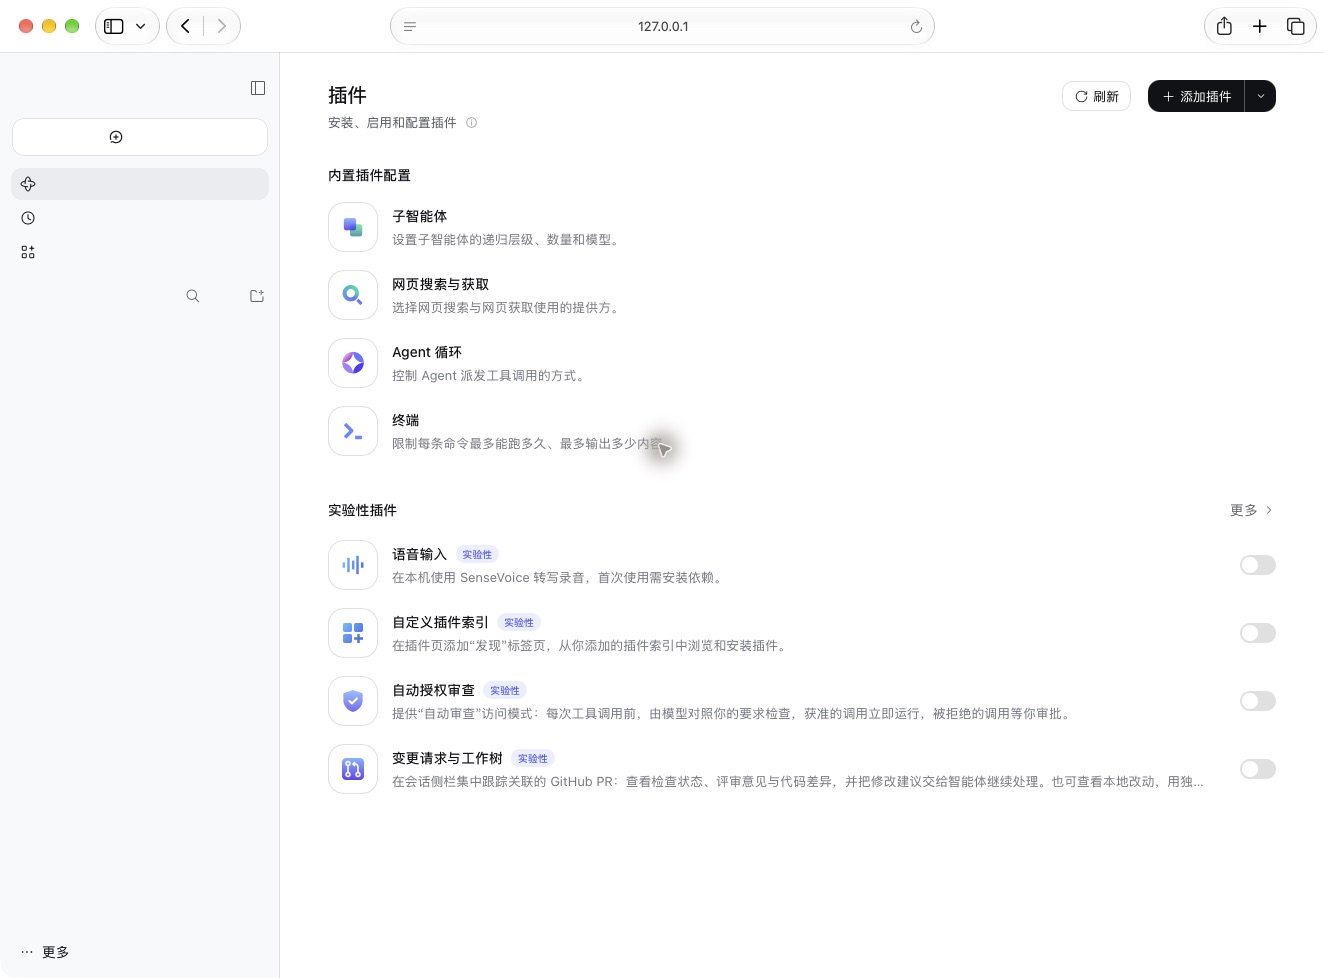 127.0.0.1
插件
刷新
添加插件
安装、启用和配置插件
内置插件配置
子智能体
设置子智能体的递归层级、数量和模型。
网页搜索与获取
选择网页搜索与网页获取使用的提供方。
Agent 循环
控制 Agent 派发工具调用的方式。
终端
限制每条命令最多能跑多久、最多输出多少内容
实验性插件
更多
语音输入 实验性
在本机使用 SenseVoice 转写录音，首次使用需安装依赖。
自定义插件索引 实验性
在插件页添加“发现”标签页，从你添加的插件索引中浏览和安装插件。
自动授权审查 实验性
提供“自动审查”访问模式：每次工具调用前，由模型对照你的要求检查，获准的调用立即运行，被拒绝的调用等你审批。
变更请求与工作树 实验性
在会话侧栏集中跟踪关联的 GitHub PR：查看检查状态、评审意见与代码差异，并把修改建议交给智能体继续处理。也可查看本地改动，用独...
更多